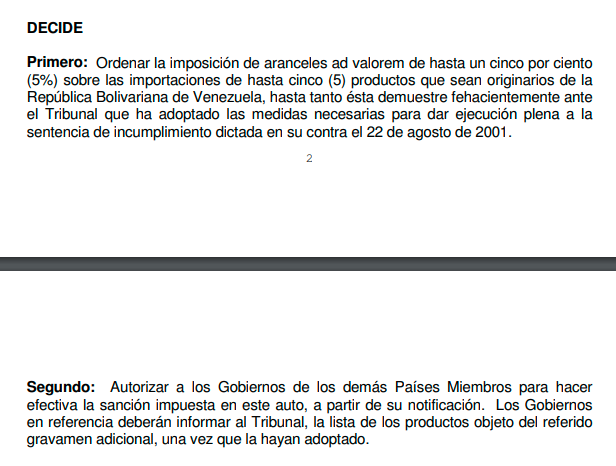 DECIDE
Primero: Ordenar la imposición de aranceles ad valorem de hasta un cinco por ciento
(5%) sobre las importaciones de hasta cinco (5) productos que sean originarios de la
República Bolivariana de Venezuela, hasta tanto ésta demuestre fehacientemente ante
el Tribunal que ha adoptado las medidas necesarias para dar ejecución plena a la
sentencia de incumplimiento dictada en su contra el 22 de agosto de 2001.
2
Segundo: Autorizar a los Gobiernos de los demás Países Miembros para hacer
efectiva la sanción impuesta en este auto, a partir de su notificación. Los Gobiernos
en referencia deberán informar al Tribunal, la lista de los productos objeto del referido
gravamen adicional, una vez que la hayan adoptado.